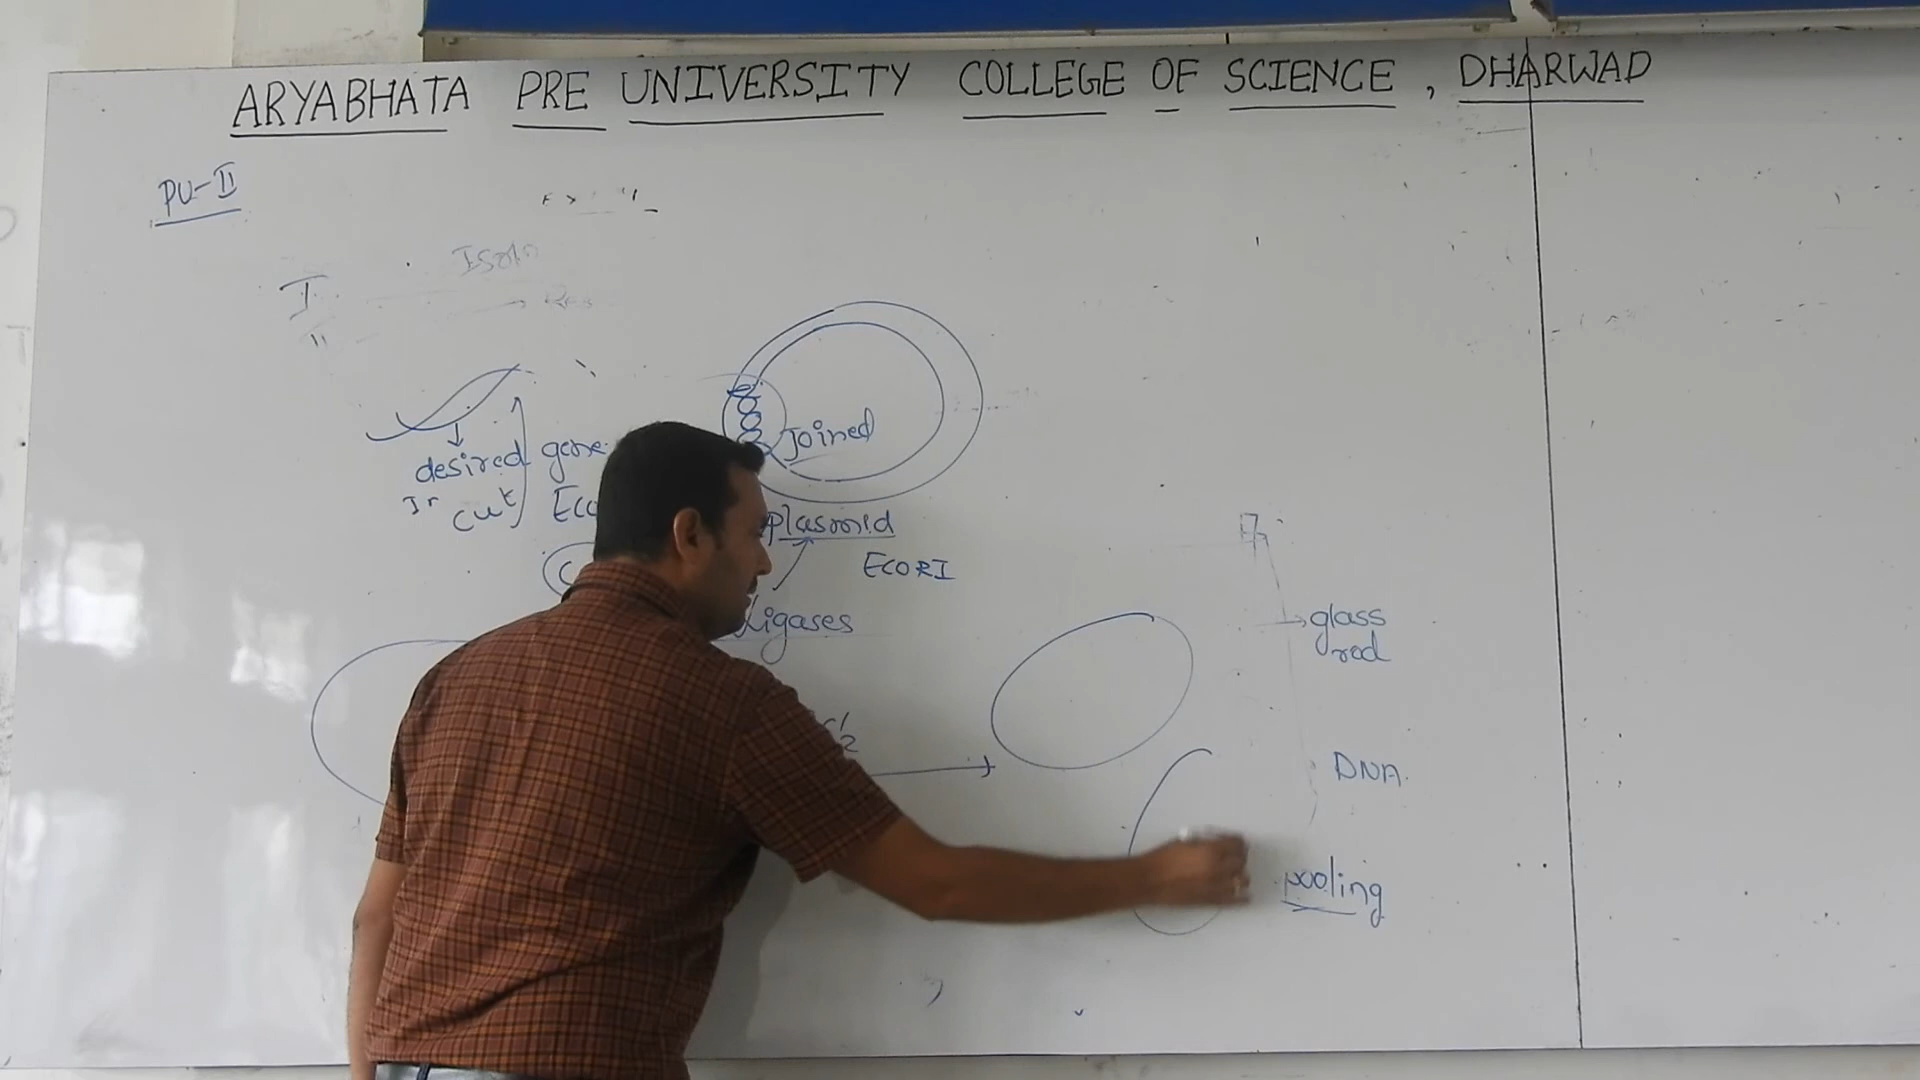 ARYABHATA PRE UNIVERSITY COLLEGE OF SCIENCE, DHARWAD
PU-II
I
Joined
desired gene
cut
plasmid
ECORI
Ligases
glass
rod
DNA
pooling